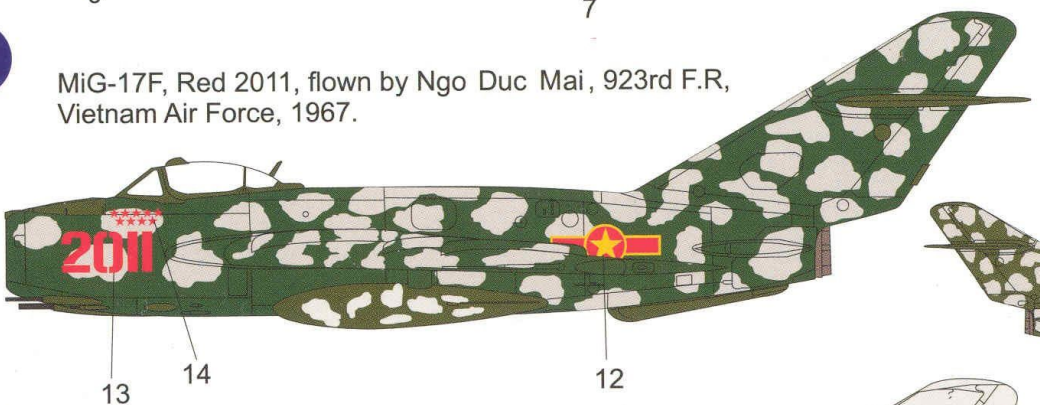 7
MiG-17F, Red 2011, flown by Ngo Duc Mai, 923rd F.R,
Vietnam Air Force, 1967.
2011
14
13
12